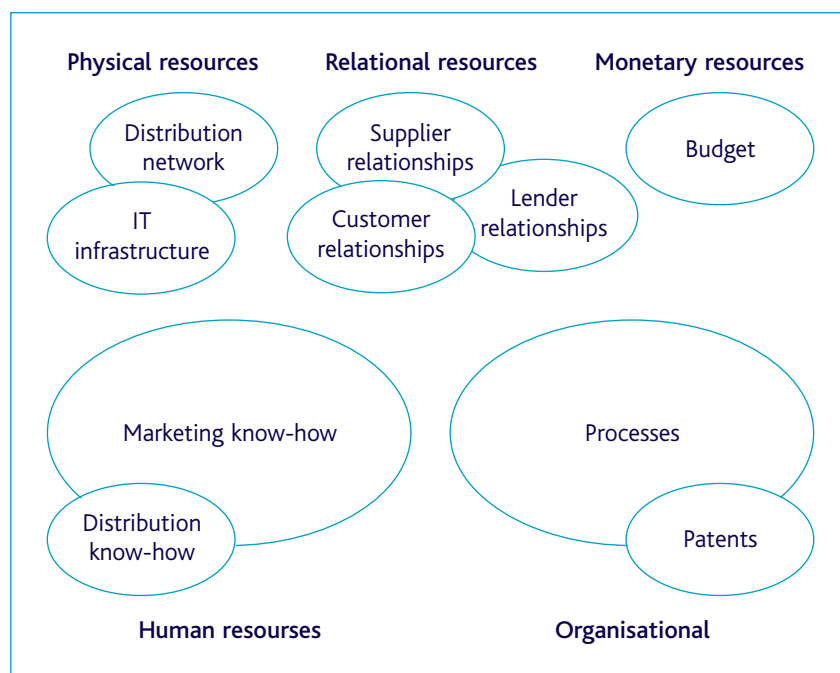 Physical resources
Relational resources
Monetary resources
Distribution
network
Supplier
relationships
Budget
IT
infrastructure
Customer
relationships
Lender
relationships
Marketing know-how
Processes
Distribution
know-how
Patents
Human resourses
Organisational